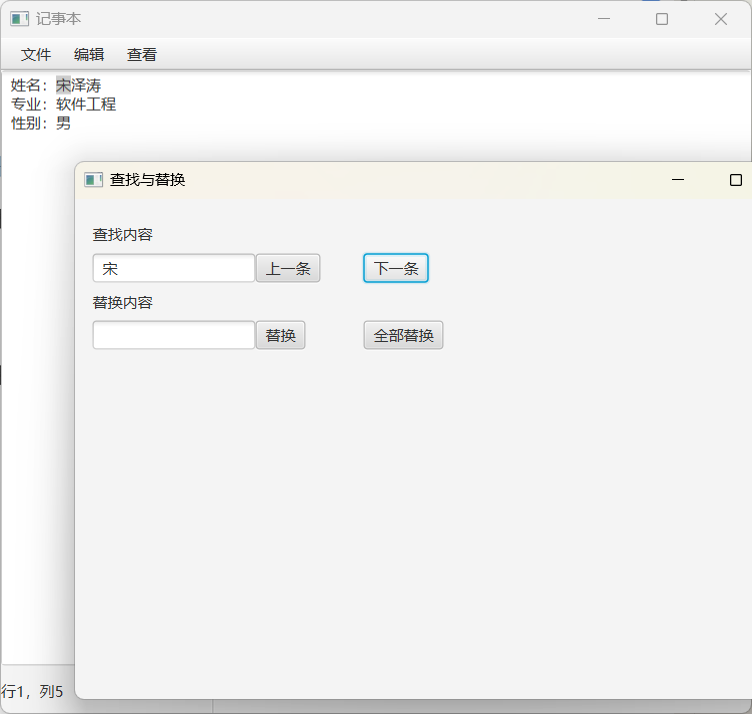 记事本
文件 编辑 查看
姓名：宋泽涛
专业：软件工程
性别：男
查找与替换
查找内容
宋 上一条 下一条
替换内容
替换 全部替换
行1，列5